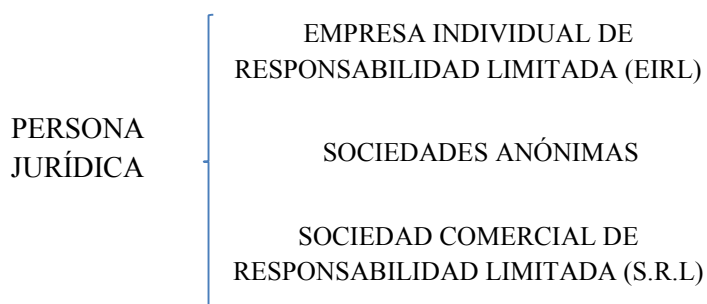 PERSONA
JURÍDICA
EMPRESA INDIVIDUAL DE
RESPONSABILIDAD LIMITADA (EIRL)
SOCIEDADES ANÓNIMAS
SOCIEDAD COMERCIAL DE
RESPONSABILIDAD LIMITADA (S.R.L)